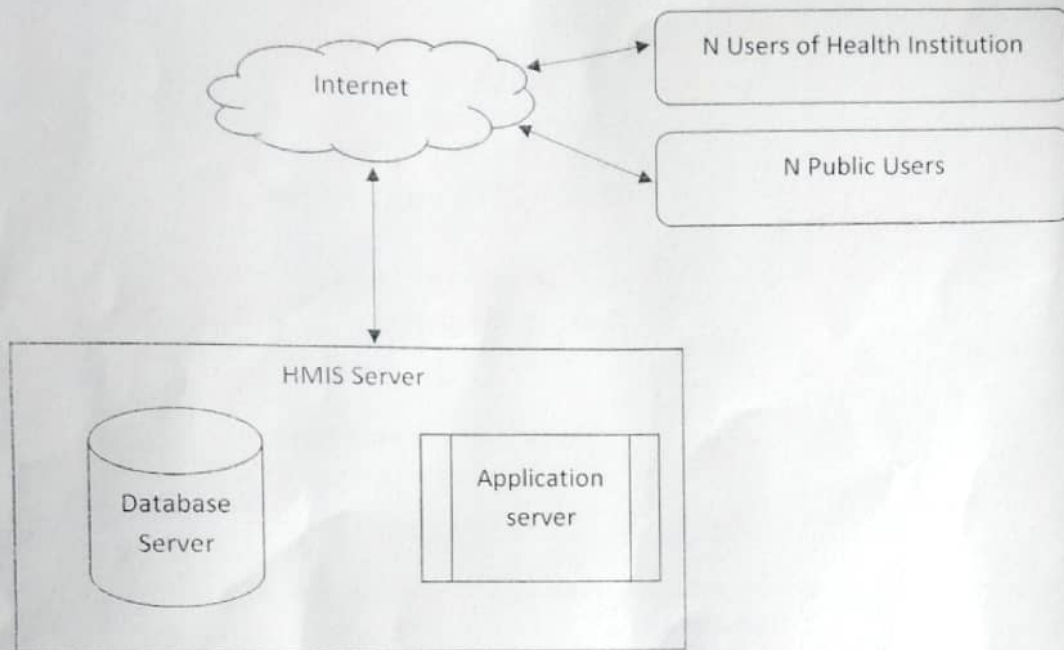 N Users of Health Institution
Internet
N Public Users
HMIS Server
Database
Server
Application
server